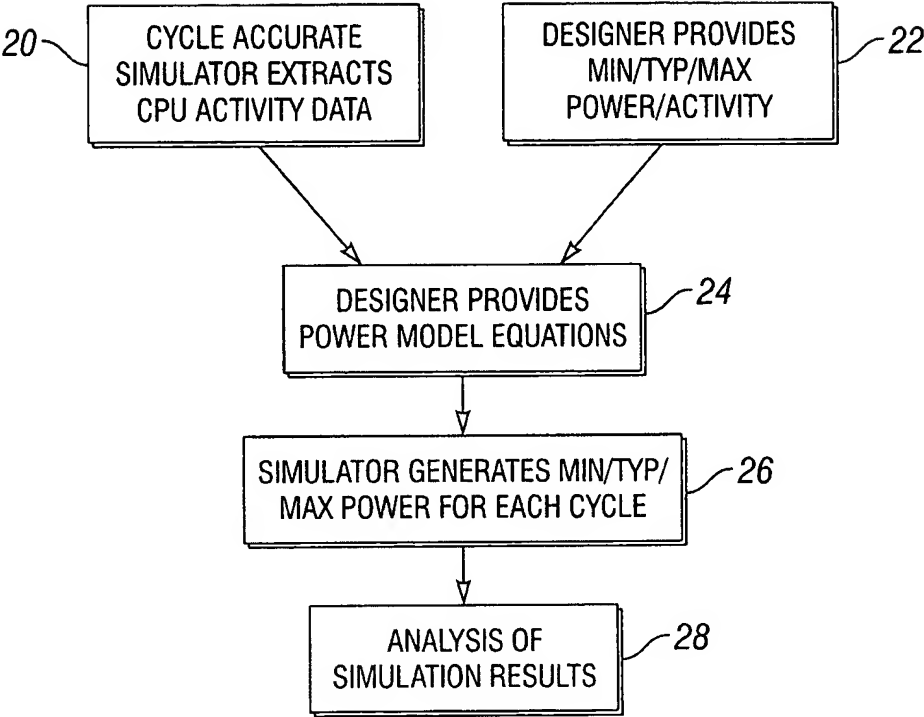 20
CYCLE ACCURATE
SIMULATOR EXTRACTS
CPU ACTIVITY DATA
DESIGNER PROVIDES
MIN/TYP/MAX
POWER/ACTIVITY
22
DESIGNER PROVIDES
POWER MODEL EQUATIONS
24
SIMULATOR GENERATES MIN/TYP/
MAX POWER FOR EACH CYCLE
26
ANALYSIS OF
SIMULATION RESULTS
28